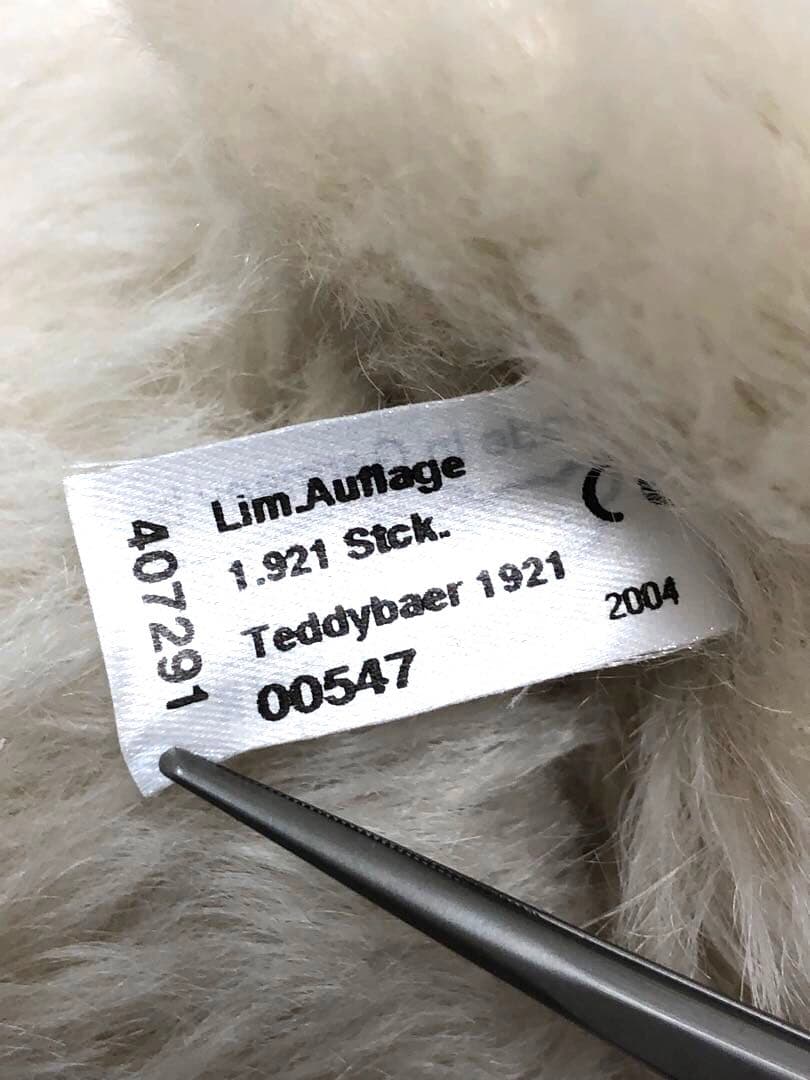 Lim.Auflage
1.921 Stck.
Teddybaer 1921
00547
2004
407291